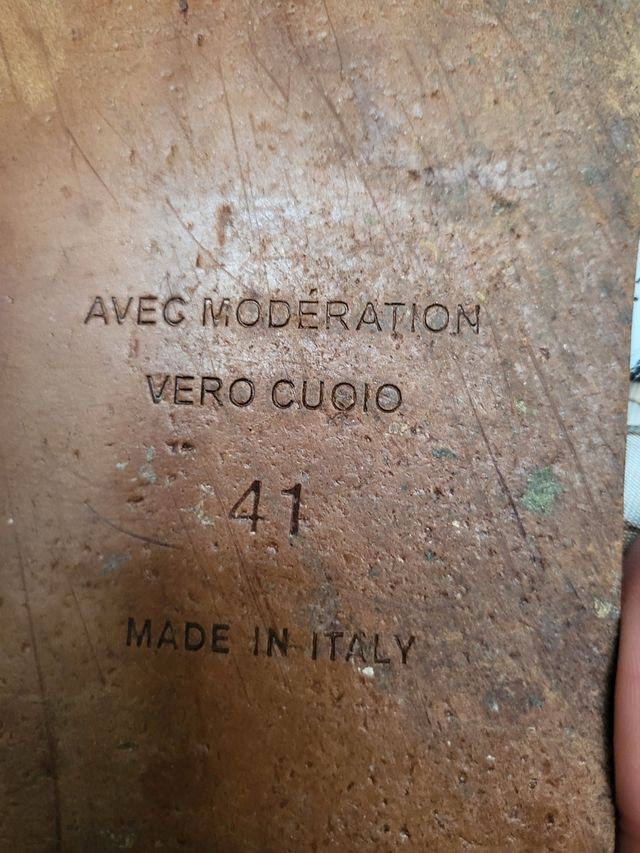 AVEC MODÉRATION
VERO CUOIO
41
MADE IN ITALY